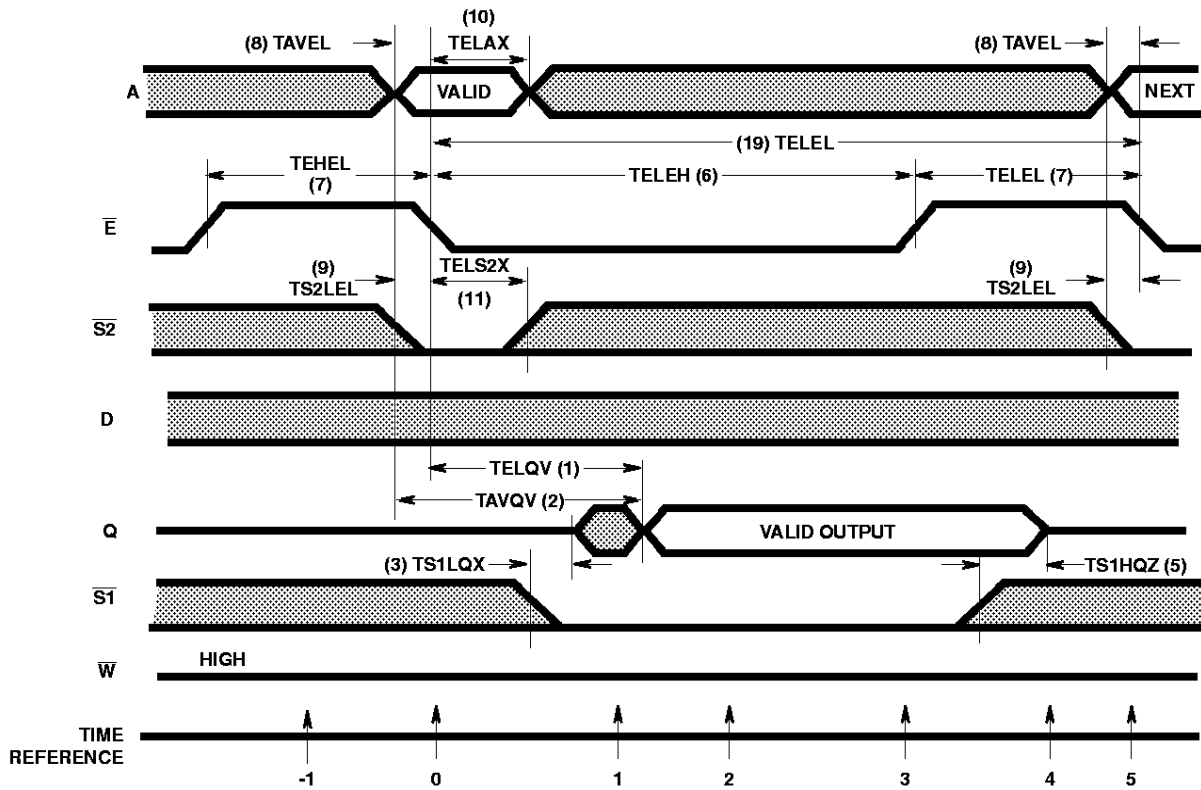 (10)
(8) TAVEL TELAX (8) TAVEL
A VALID NEXT
(19) TELEL
TEHEL
(7) TELEH (6) TELEL (7)
E̅
(9) TELS2X (9)
TS2LEL (11) TS2LEL
S̅2̅
D
TELQV (1)
TAVQV (2)
Q VALID OUTPUT
(3) TS1LQX TS1HQZ (5)
S̅1̅
W̅ HIGH
TIME
REFERENCE
-1 0 1 2 3 4 5